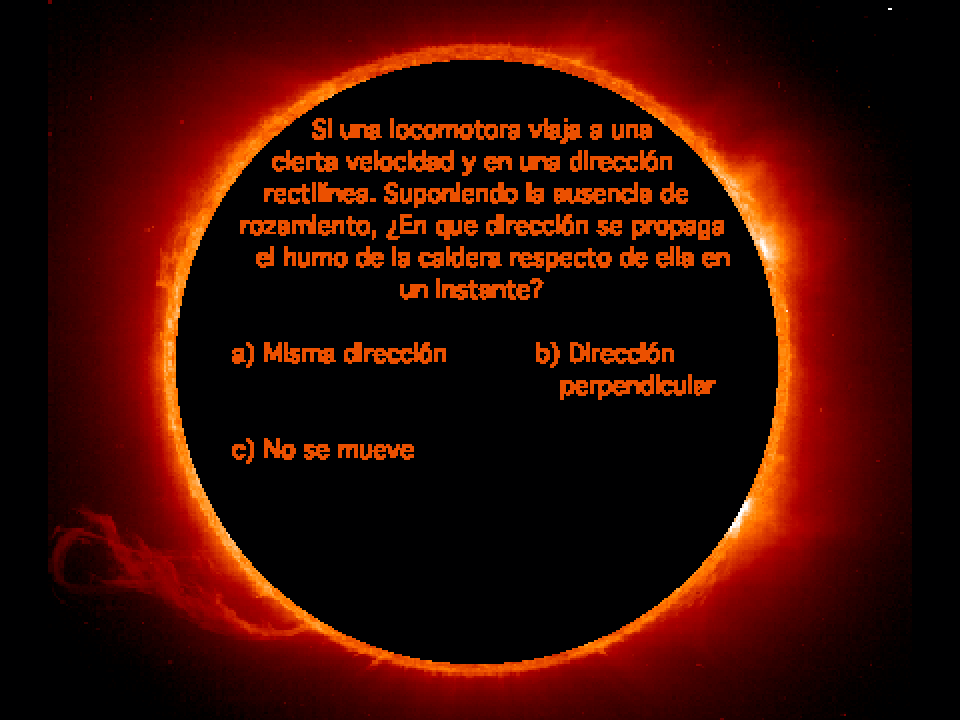 Si una locomotora viaja a una
cierta velocidad y en una dirección
rectilínea. Suponiendo la ausencia de
rozamiento, ¿En que dirección se propaga
el humo de la caldera respecto de ella en
un instante?
a) Misma dirección
b) Dirección
perpendicular
c) No se mueve